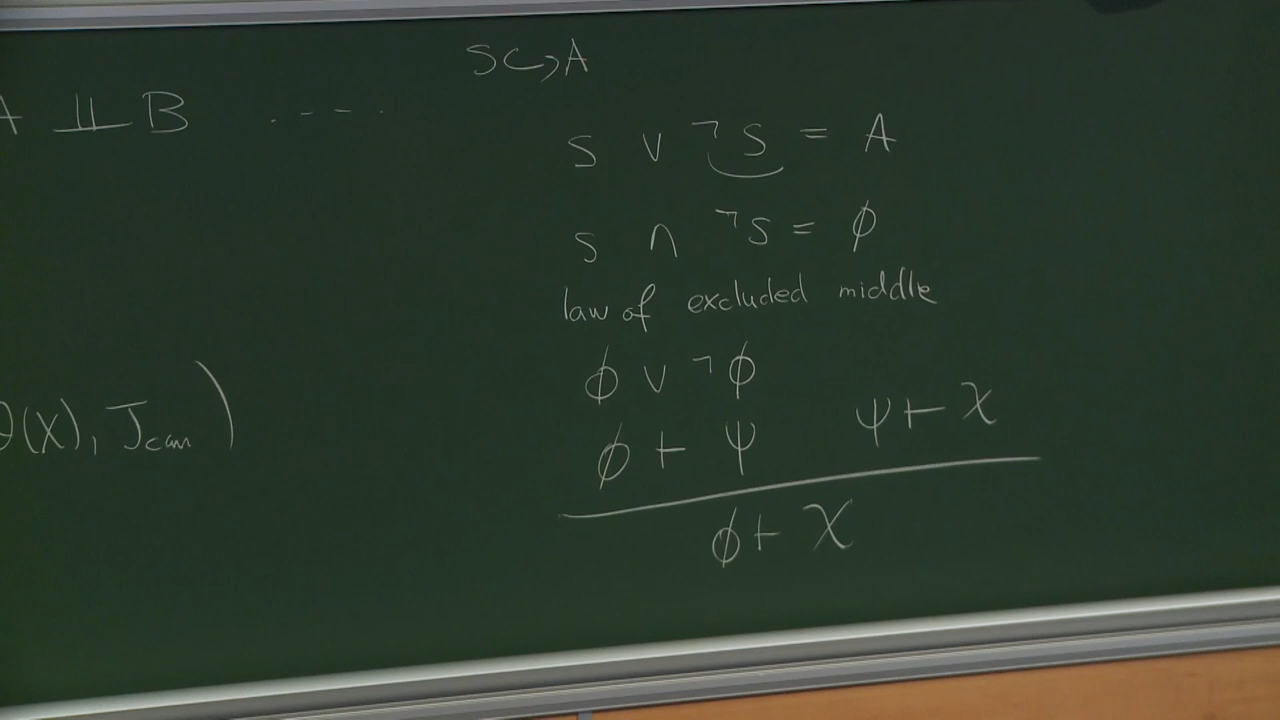 S ↪ A
A ⊥⊥ B . - - - .
S ∨ ¬S = A
S ∩ ¬S = ϕ
law of excluded middle
ϕ ∨ ¬ϕ
ϕ ⊢ ψ ψ ⊢ χ
ϕ ⊢ χ
(X), J_can )